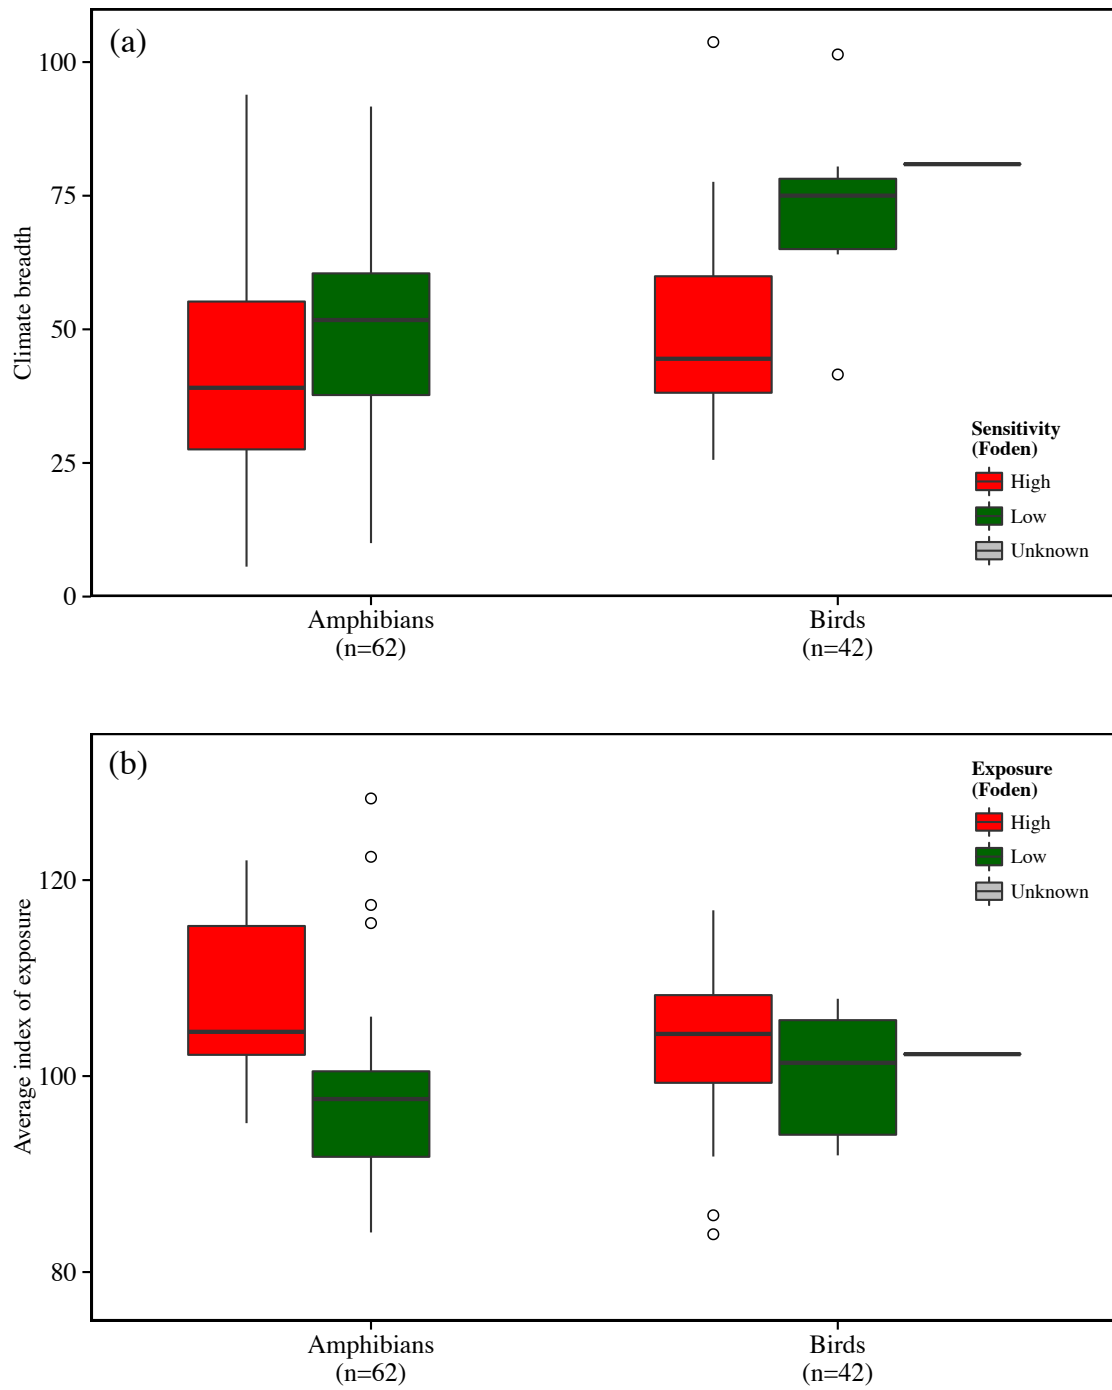 (a)
100
75
50
25
0
Climate breadth
Sensitivity
(Foden)
High
Low
Unknown
Amphibians
(n=62)
Birds
(n=42)
(b)
120
100
80
Average index of exposure
Exposure
(Foden)
High
Low
Unknown
Amphibians
(n=62)
Birds
(n=42)